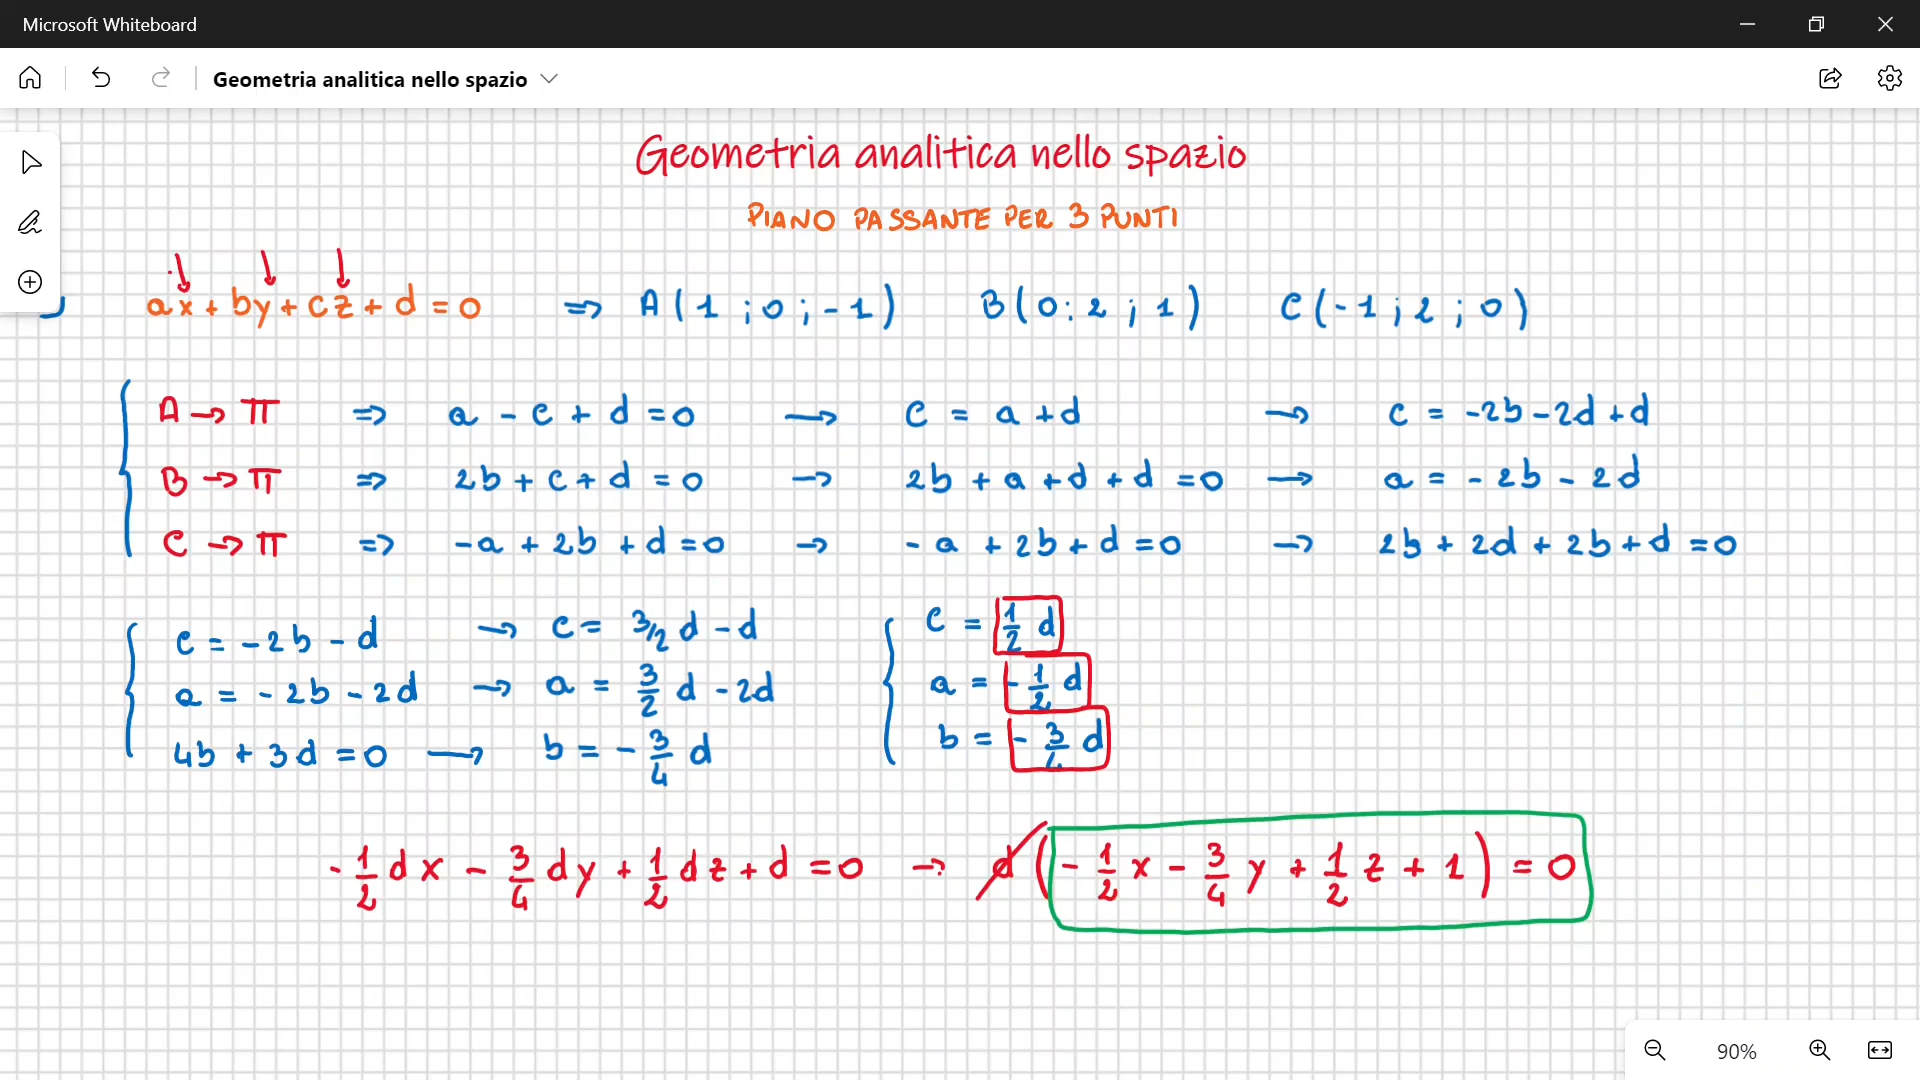 Microsoft Whiteboard
Geometria analitica nello spazio
Geometria analitica nello spazio
PIANO PASSANTE PER 3 PUNTI
ax + by + cz + d = 0 => A(1 ; 0 ; -1) B(0 : 2 ; 1) C(-1 ; 2 ; 0)
A → π => a - c + d = 0 → c = a + d → c = -2b - 2d + d
B → π => 2b + c + d = 0 → 2b + a + d + d = 0 → a = -2b - 2d
C → π => -a + 2b + d = 0 → -a + 2b + d = 0 → 2b + 2d + 2b + d = 0
c = -2b - d → c = 3/2 d - d c = 1/2 d
a = -2b - 2d → a = 3/2 d - 2d a = -1/2 d
4b + 3d = 0 → b = -3/4 d b = -3/4 d
-1/2 dx - 3/4 dy + 1/2 dz + d = 0 → d(-1/2 x - 3/4 y + 1/2 z + 1) = 0
90%